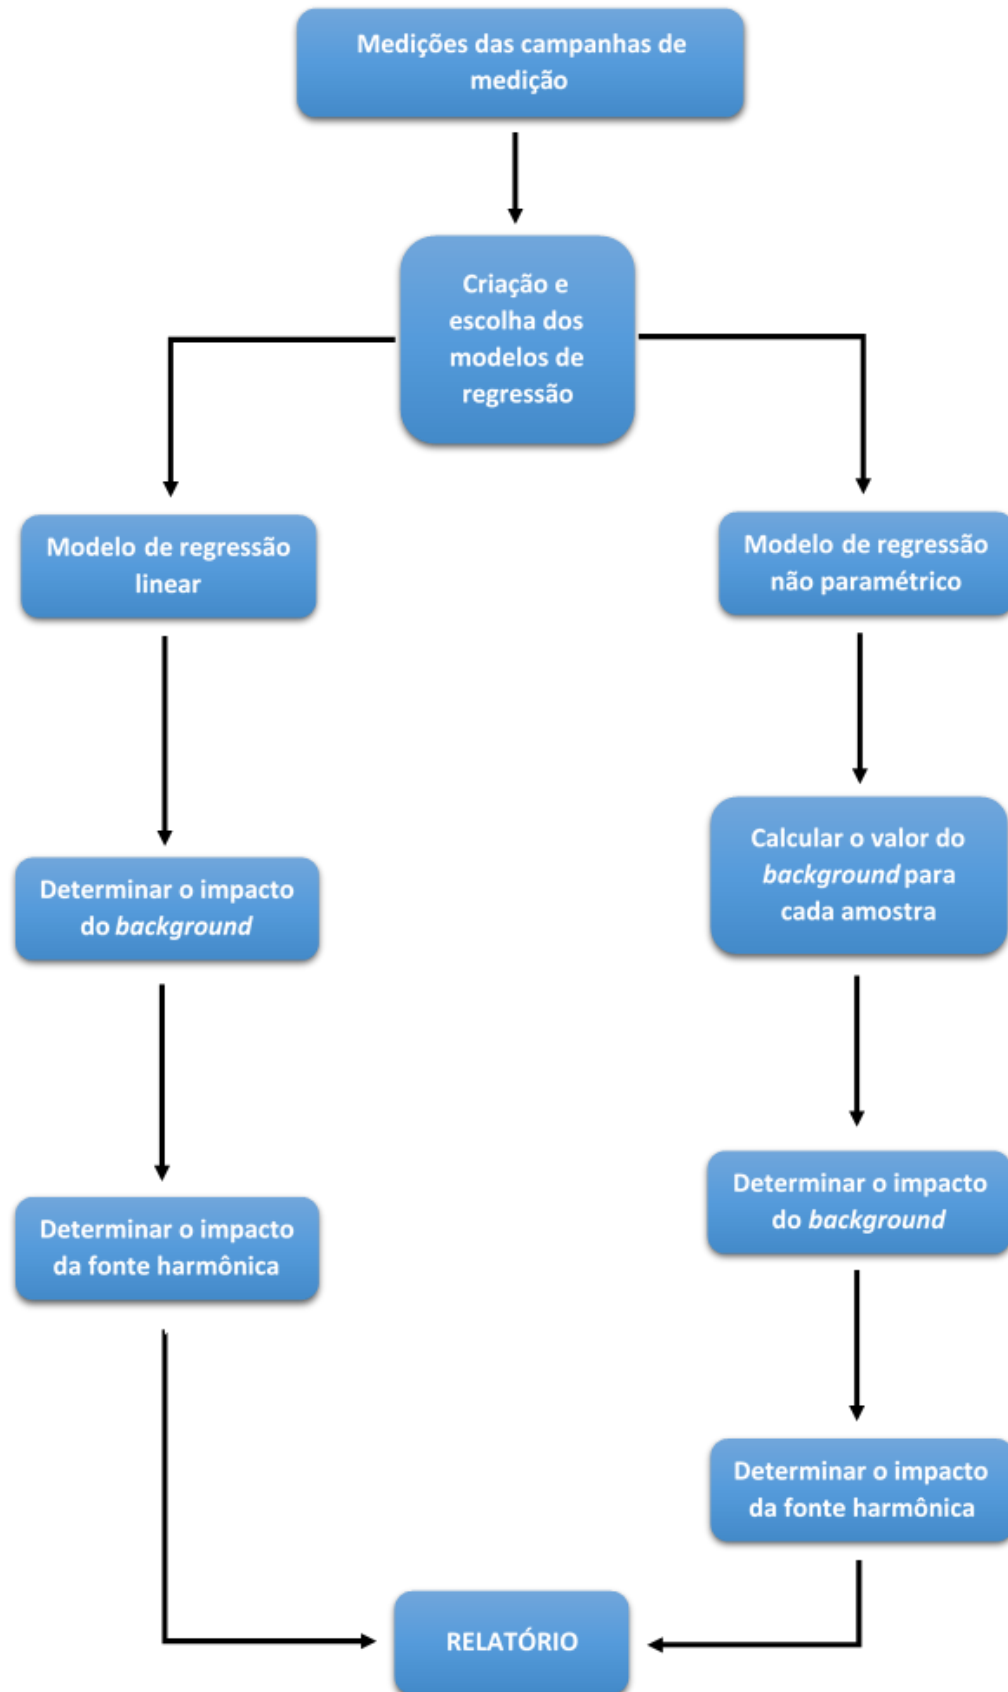 Medições das campanhas de
medição
Criação e
escolha dos
modelos de
regressão
Modelo de regressão
linear
Modelo de regressão
não paramétrico
Calcular o valor do
background para
cada amostra
Determinar o impacto
do background
Determinar o impacto
do background
Determinar o impacto
da fonte harmônica
Determinar o impacto
da fonte harmônica
RELATÓRIO